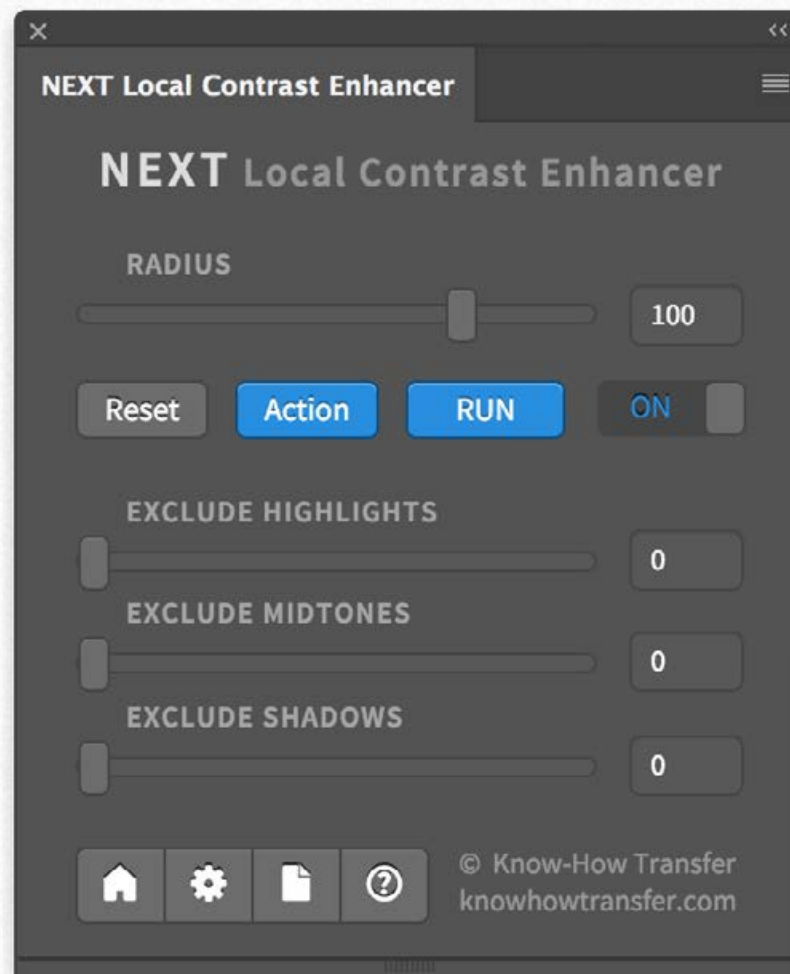 NEXT Local Contrast Enhancer
NEXT Local Contrast Enhancer
RADIUS
100
Reset Action RUN ON
EXCLUDE HIGHLIGHTS
0
EXCLUDE MIDTONES
0
EXCLUDE SHADOWS
0
© Know-How Transfer
knowhowtransfer.com